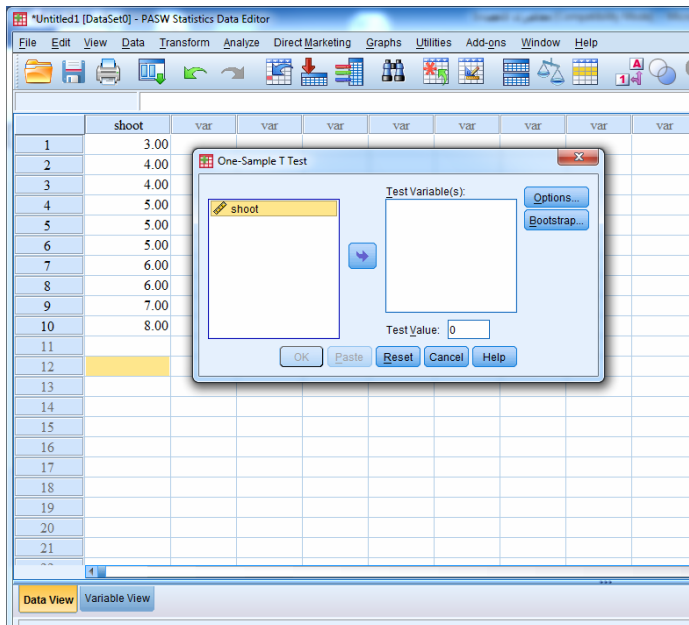 *Untitled1 [DataSet0] - PASW Statistics Data Editor
File Edit View Data Transform Analyze Direct Marketing Graphs Utilities Add-ons Window Help
shoot var var var var var var var var
1 3.00
2 4.00
3 4.00
4 5.00
5 5.00
6 5.00
7 6.00
8 6.00
9 7.00
10 8.00
11
12
13
14
15
16
17
18
19
20
21
One-Sample T Test
shoot
Test Variable(s):
Options...
Bootstrap...
Test Value: 0
OK Paste Reset Cancel Help
Data View Variable View